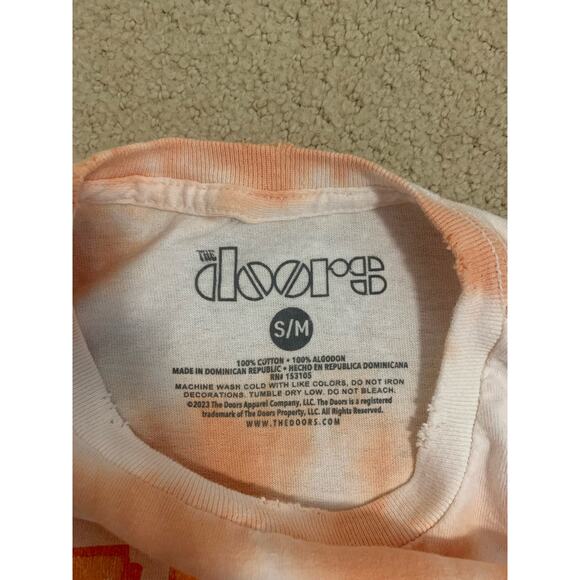 THE
doors
S/M
100% COTTON • 100% ALGODON
MADE IN DOMINICAN REPUBLIC • HECHO EN REPUBLICA DOMINICANA
RN# 153105
MACHINE WASH COLD WITH LIKE COLORS, DO NOT IRON
DECORATIONS. TUMBLE DRY LOW. DO NOT BLEACH.
©2023 The Doors Apparel Company, LLC. The Doors is a registered
trademark of The Doors Property, LLC. All Rights Reserved.
WWW.THEDOORS.COM